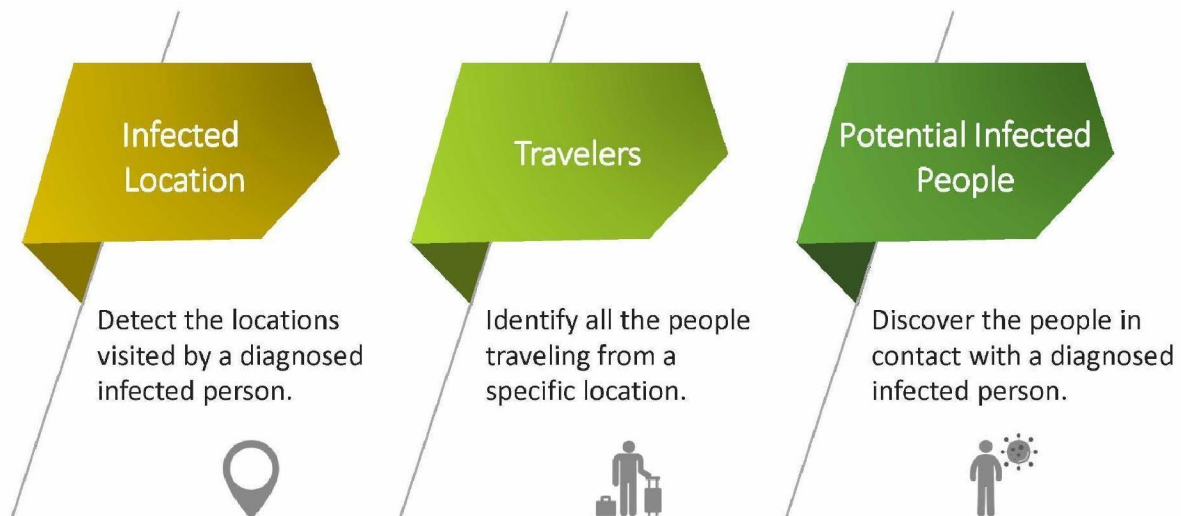 Infected
Location
Detect the locations
visited by a diagnosed
infected person.
Travelers
Identify all the people
traveling from a
specific location.
Potential Infected
People
Discover the people in
contact with a diagnosed
infected person.